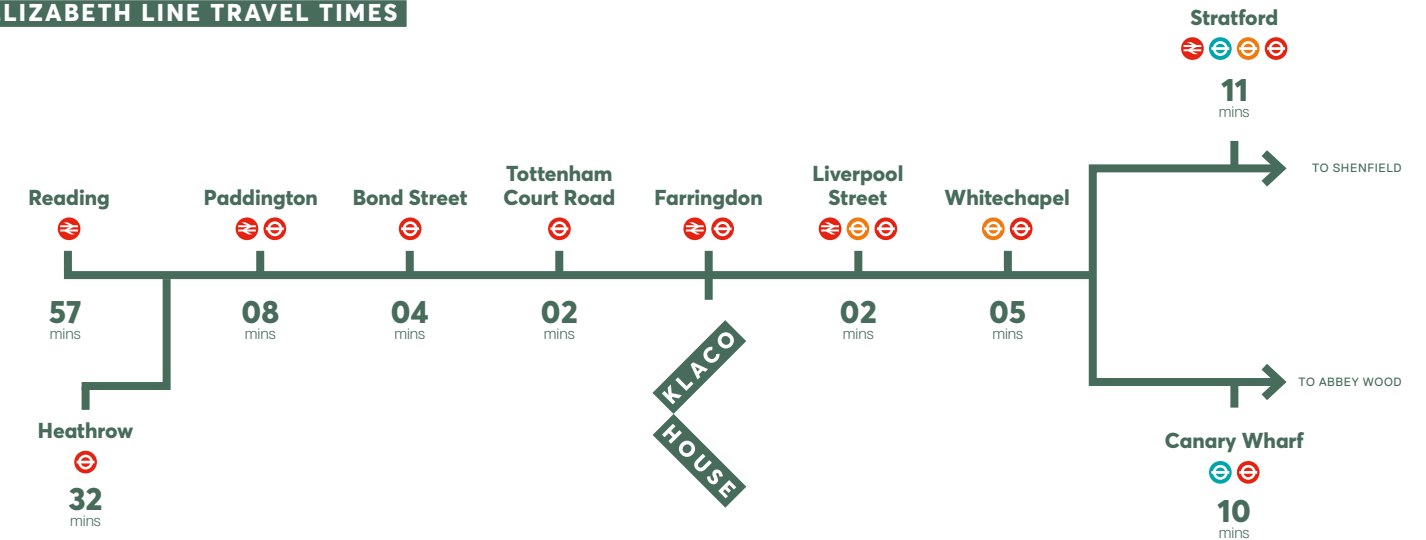 LIZABETH LINE TRAVEL TIMES
Stratford
11
mins
TO SHENFIELD
Reading
57
mins
Paddington
08
mins
Bond Street
04
mins
Tottenham
Court Road
02
mins
Farringdon
Liverpool
Street
02
mins
Whitechapel
05
mins
KLACO
HOUSE
Heathrow
32
mins
TO ABBEY WOOD
Canary Wharf
10
mins